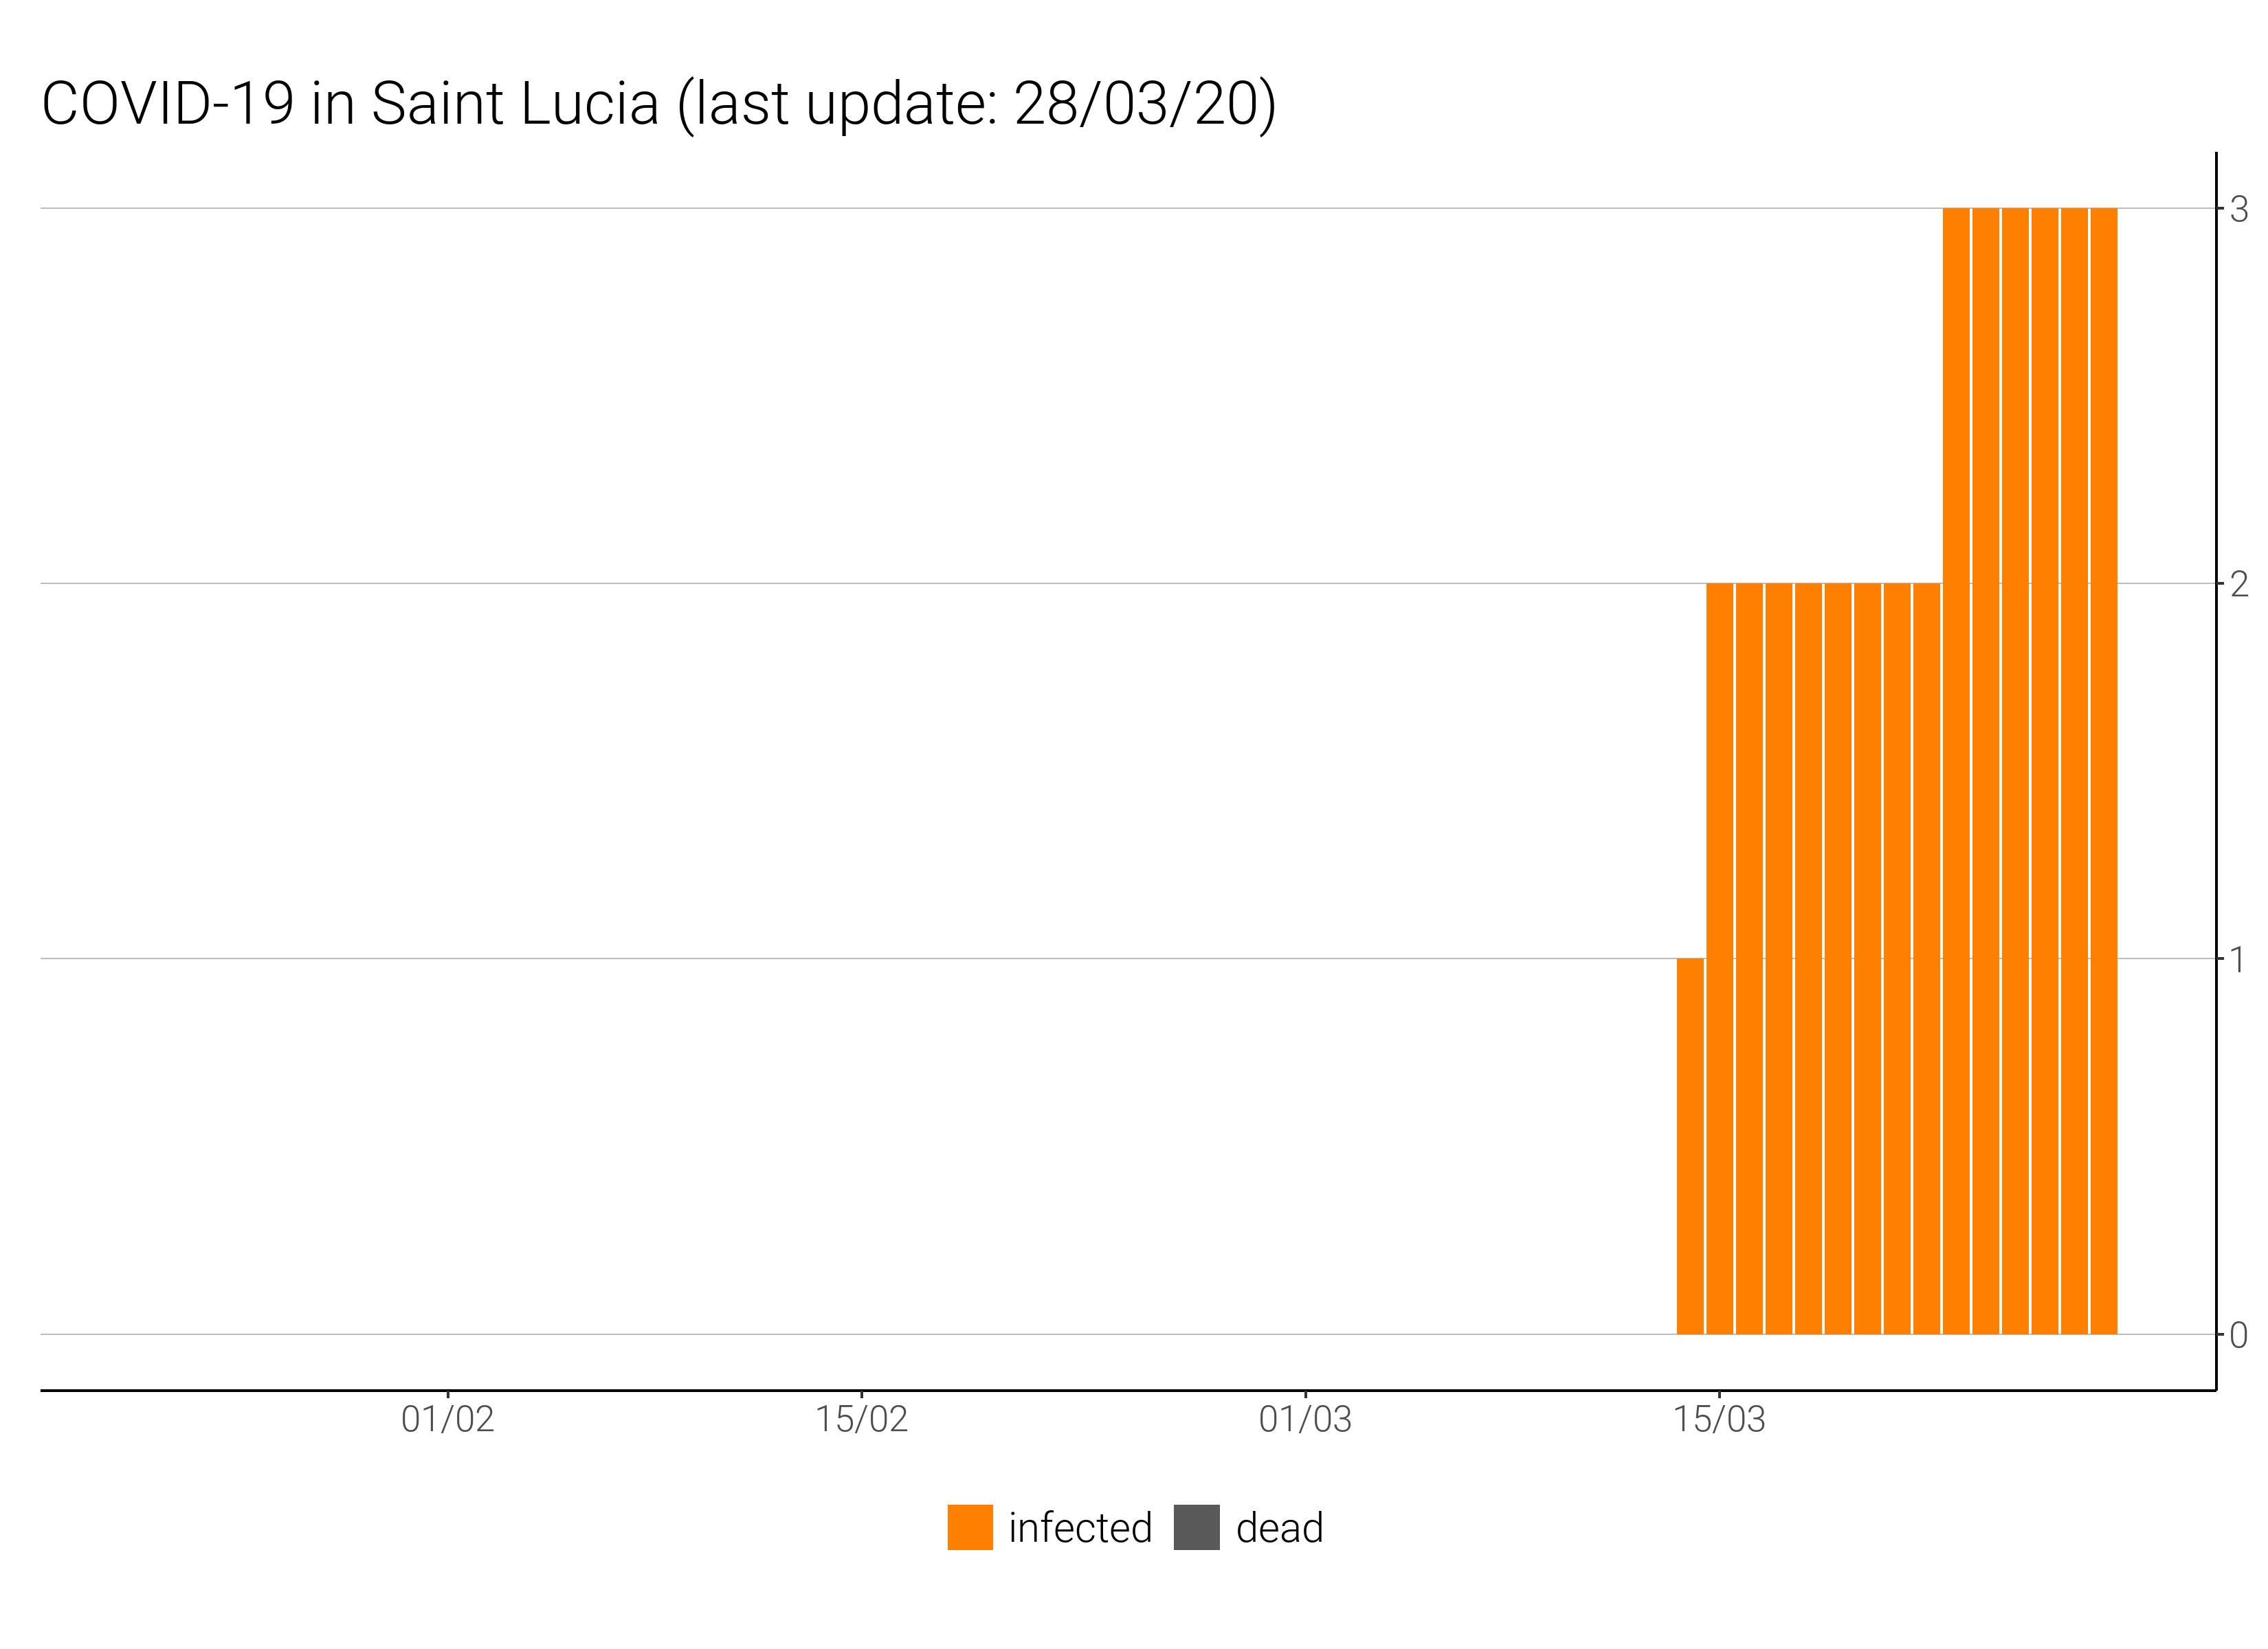 COVID-19 in Saint Lucia (last update: 28/03/20)
3
2
1
0
01/02 15/02 01/03 15/03
infected dead